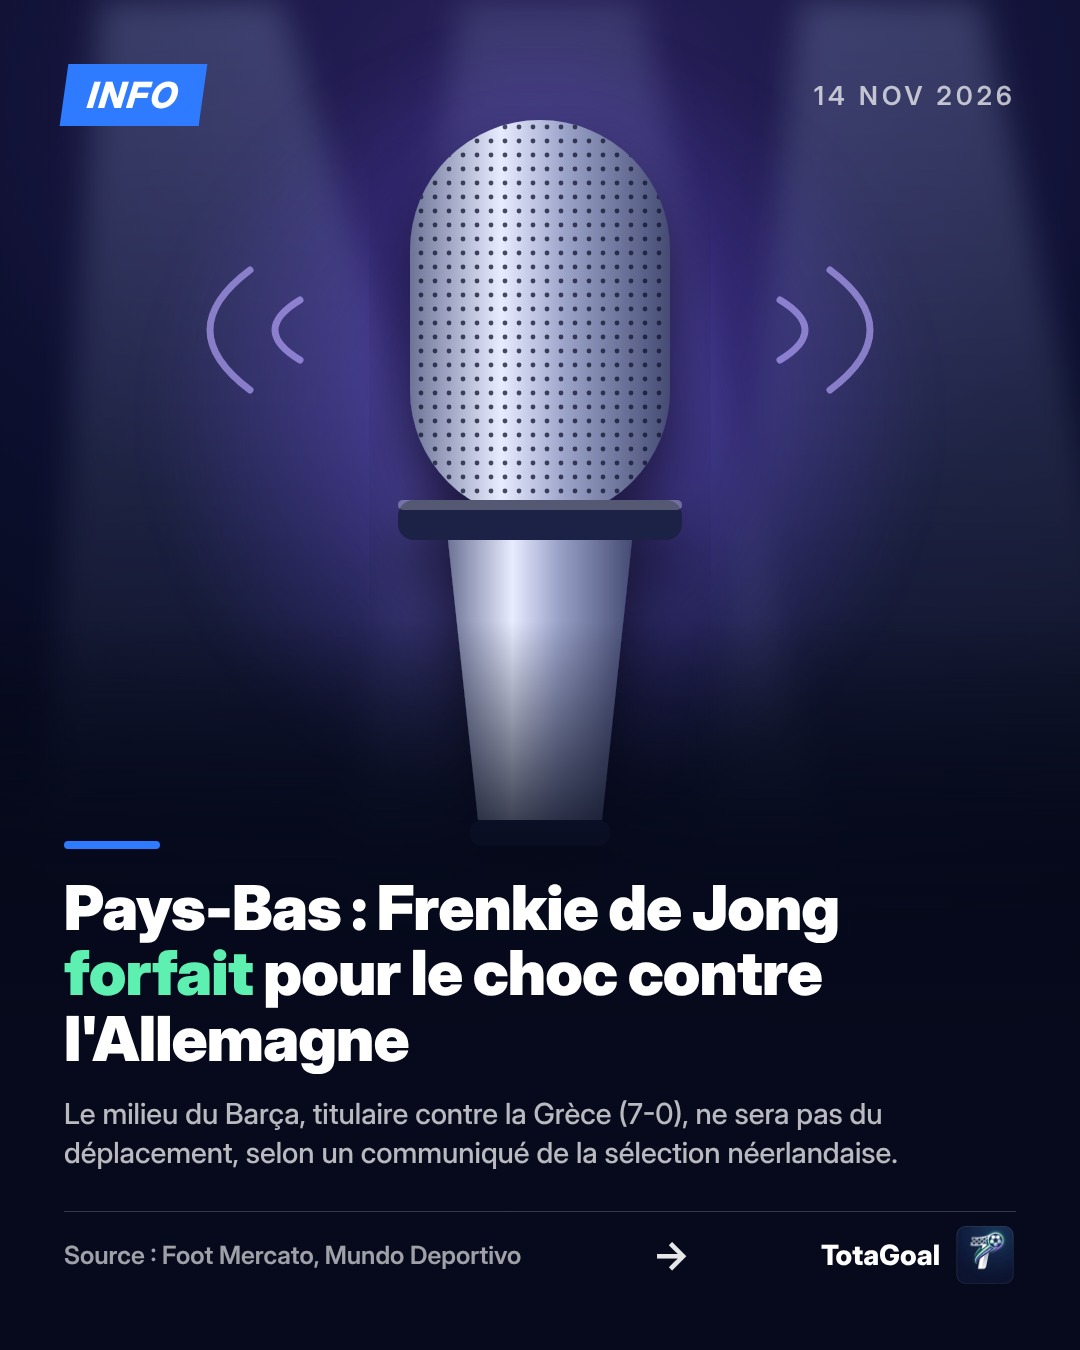 INFO
14 NOV 2026
Pays-Bas : Frenkie de Jong
forfait pour le choc contre
l'Allemagne
Le milieu du Barça, titulaire contre la Grèce (7-0), ne sera pas du
déplacement, selon un communiqué de la sélection néerlandaise.
Source : Foot Mercato, Mundo Deportivo
TotaGoal